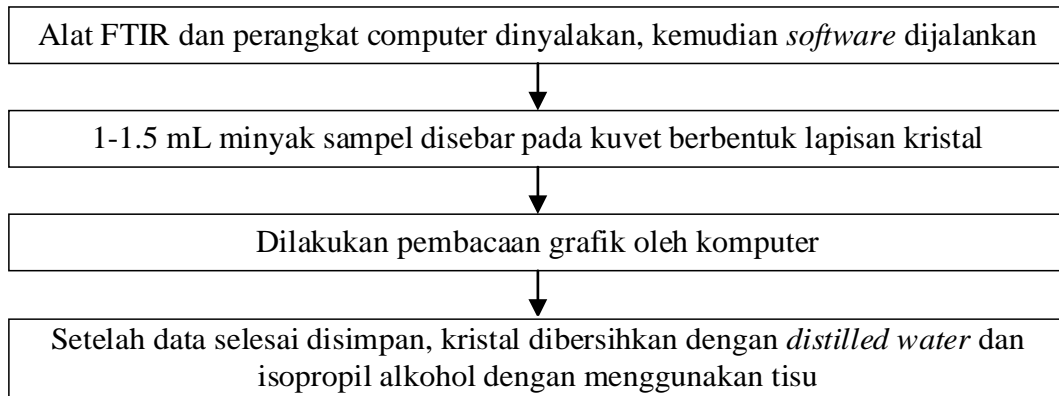 Alat FTIR dan perangkat computer dinyalakan, kemudian software dijalankan
1-1.5 mL minyak sampel disebar pada kuvet berbentuk lapisan kristal
Dilakukan pembacaan grafik oleh komputer
Setelah data selesai disimpan, kristal dibersihkan dengan distilled water dan
isopropil alkohol dengan menggunakan tisu